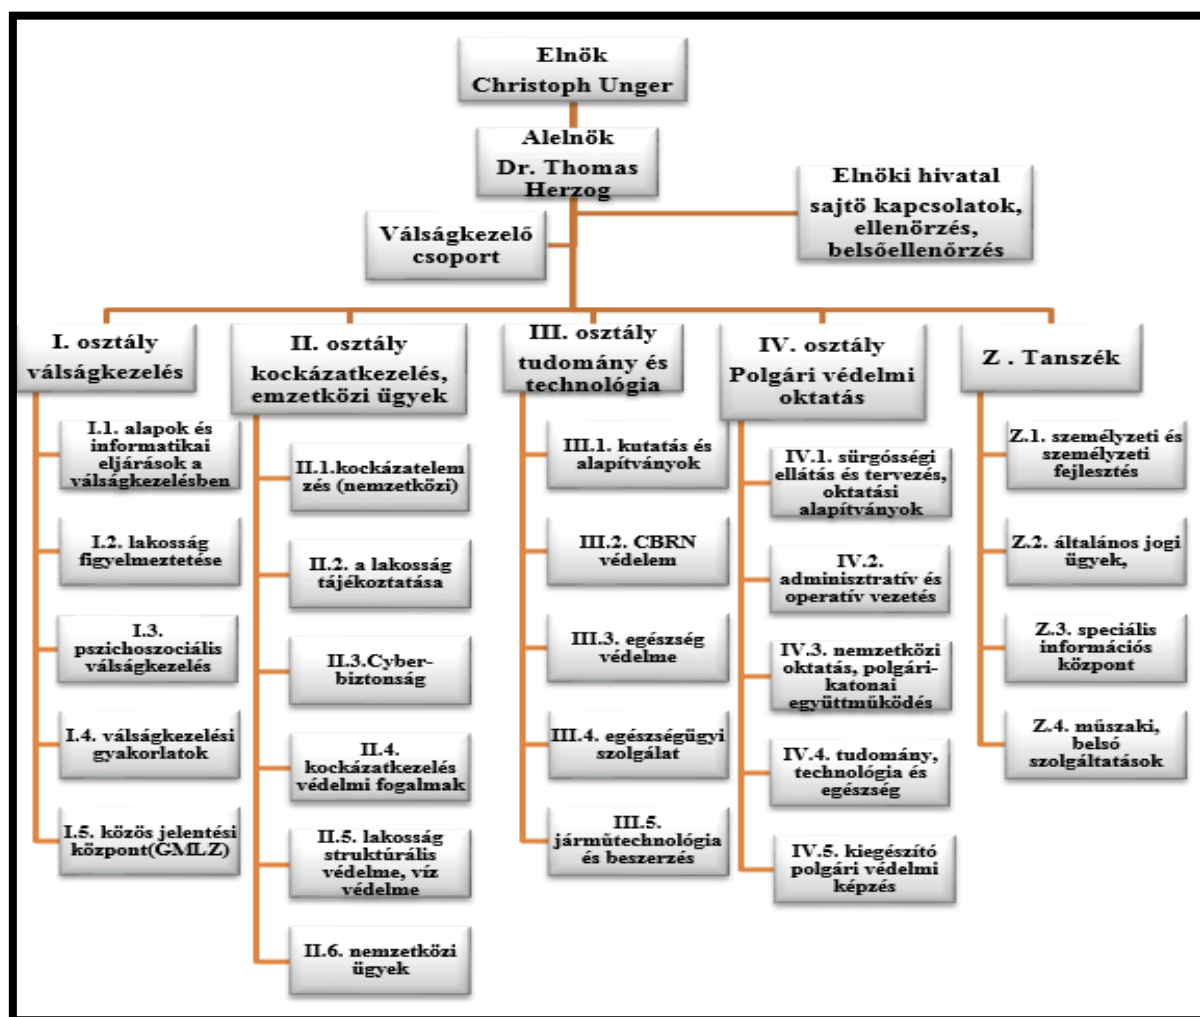 Elnök
Christoph Unger
Alelnök
Dr. Thomas
Herzog
Elnöki hivatal
sajtö kapcsolatok,
ellenörzés,
belsőellenőrzés
Válságkezelő
csoport
I. osztály
válságkezelés
I.1. alapok és
informatikai
eljárások a
válságkezelésben
I.2. lakosság
figyelmeztetése
I.3.
pszichoszociális
válságkezelés
I.4. válságkezelési
gyakorlatok
I.5. közös jelentési
központ(GMLZ)
II. osztály
kockázatkezelés,
emzetközi ügyek
II.1.kockázatelem
zés (nemzetközi)
II.2. a lakosság
tájékoztatása
II.3.Cyber-
biztonság
II.4.
kockázatkezelés
védelmi fogalmak
II.5. lakosság
struktúrális
védelme, víz
védelme
II.6. nemzetközi
ügyek
III. osztály
tudomány és
technológia
III.1. kutatás és
alapítványok
III.2. CBRN
védelem
III.3. egészség
védelme
III.4. egészségügyi
szolgálat
III.5.
járműtechnológia
és beszerzés
IV. osztály
Polgári védelmi
oktatás
IV.1. sürgősségi
ellátás és tervezés,
oktatási
alapítványok
IV.2.
adminisztratív és
operatív vezetés
IV.3. nemzetközi
oktatás, polgári-
katonai
együttműködés
IV.4. tudomány,
technológia és
egészség
IV.5. kiegészítő
polgári védelmi
képzés
Z . Tanszék
Z.1. személyzeti és
személyzeti
fejlesztés
Z.2. általános jogi
ügyek,
Z.3. speciális
információs
központ
Z.4. műszaki,
belső
szolgáltatások